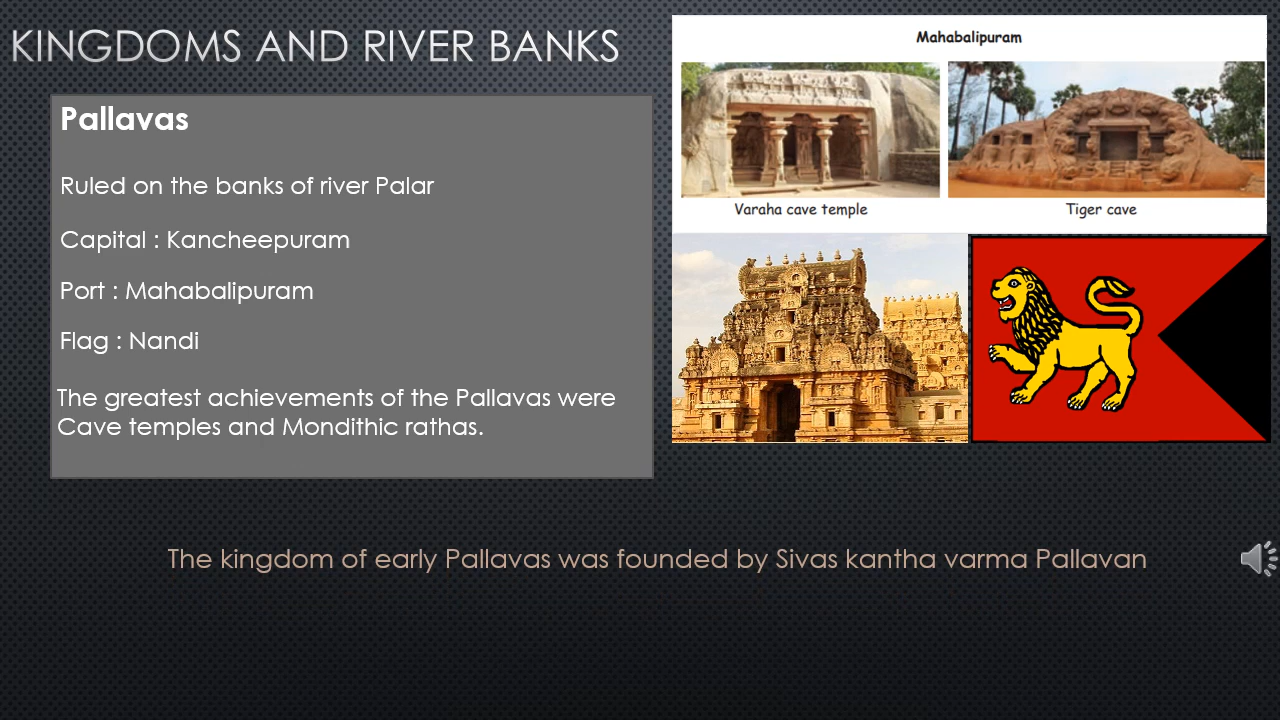 KINGDOMS AND RIVER BANKS
Pallavas
Ruled on the banks of river Palar
Capital : Kancheepuram
Port : Mahabalipuram
Flag : Nandi
The greatest achievements of the Pallavas were
Cave temples and Mondithic rathas.
Mahabalipuram
Varaha cave temple
Tiger cave
The kingdom of early Pallavas was founded by Sivas kantha varma Pallavan